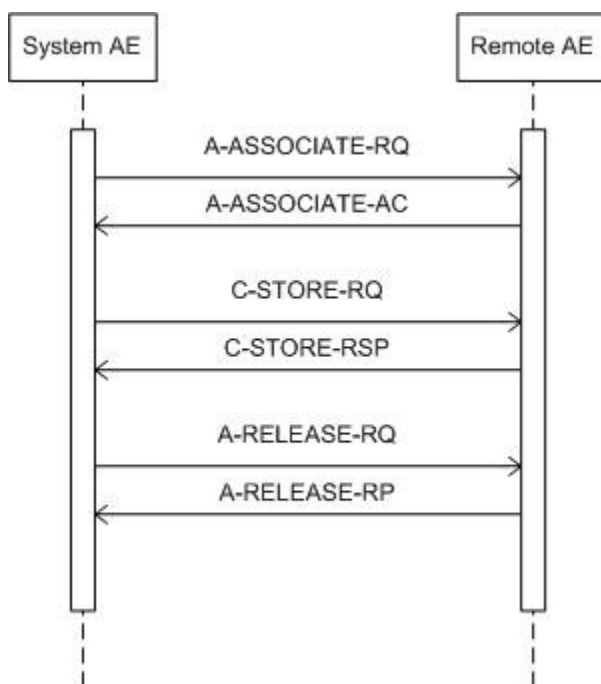 System AE
Remote AE
A-ASSOCIATE-RQ
A-ASSOCIATE-AC
C-STORE-RQ
C-STORE-RSP
A-RELEASE-RQ
A-RELEASE-RP